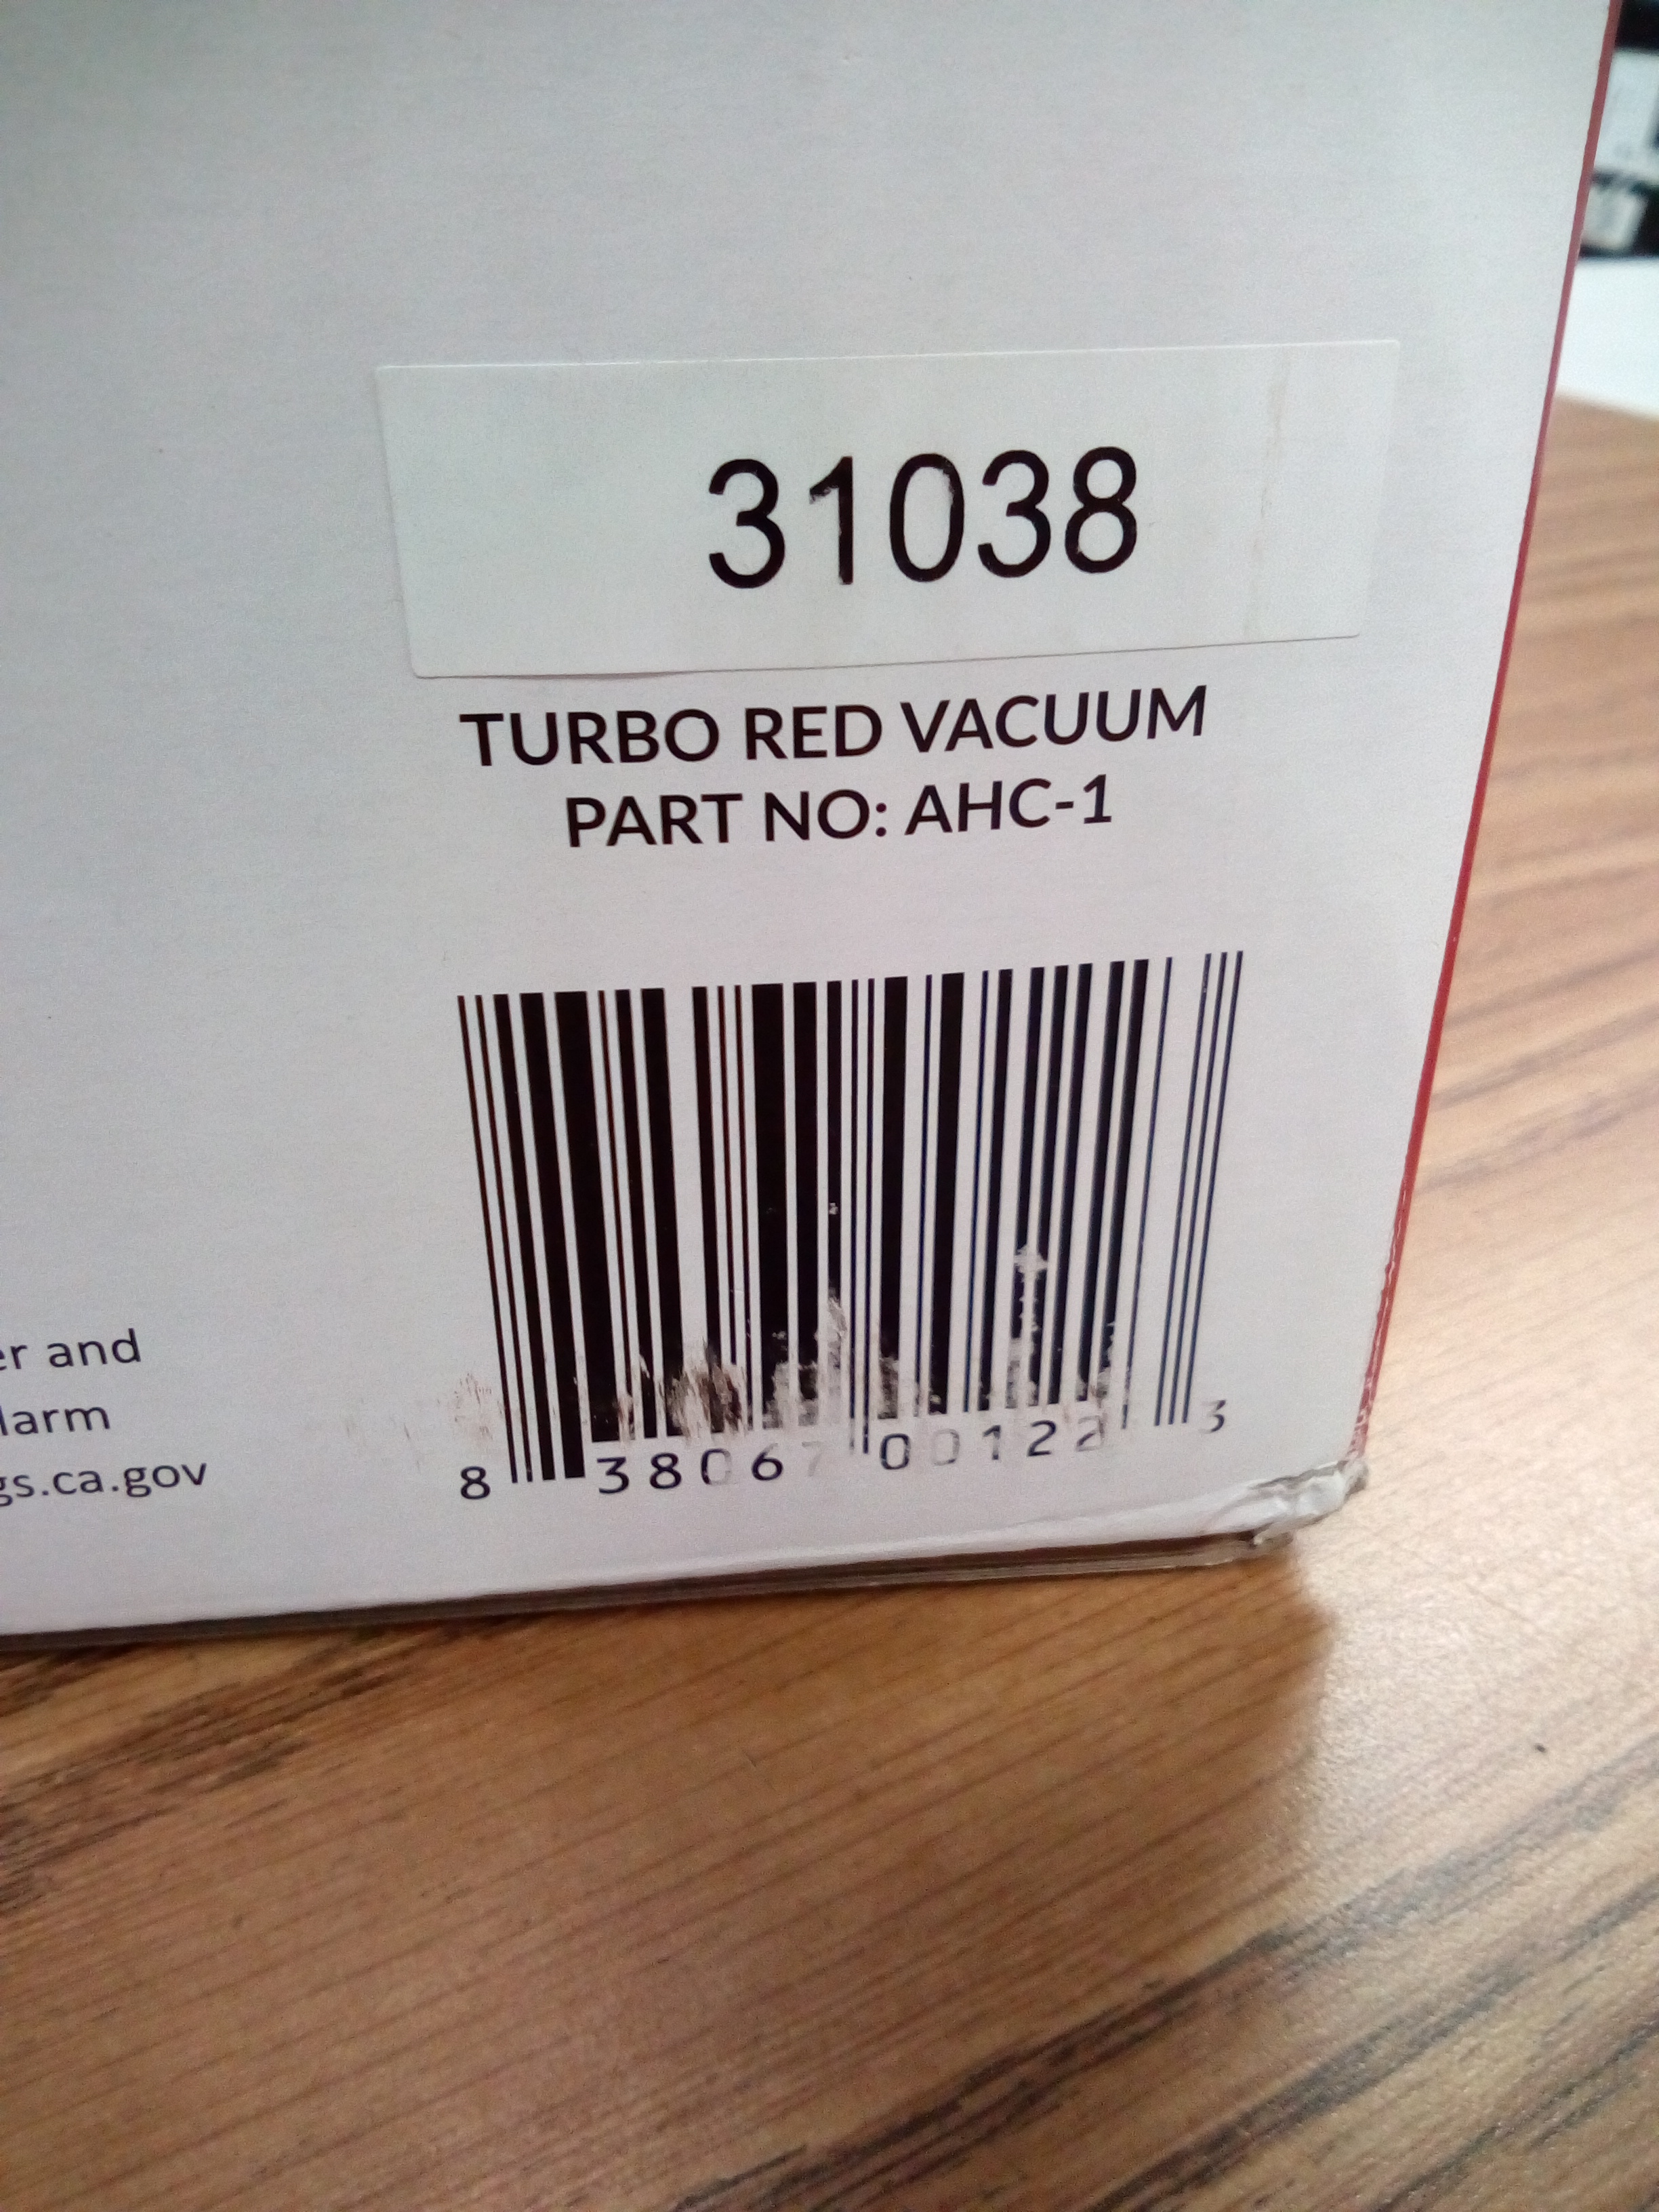 31038
TURBO RED VACUUM
PART NO: AHC-1
er and
larm
gs.ca.gov
8 38067 00122 3